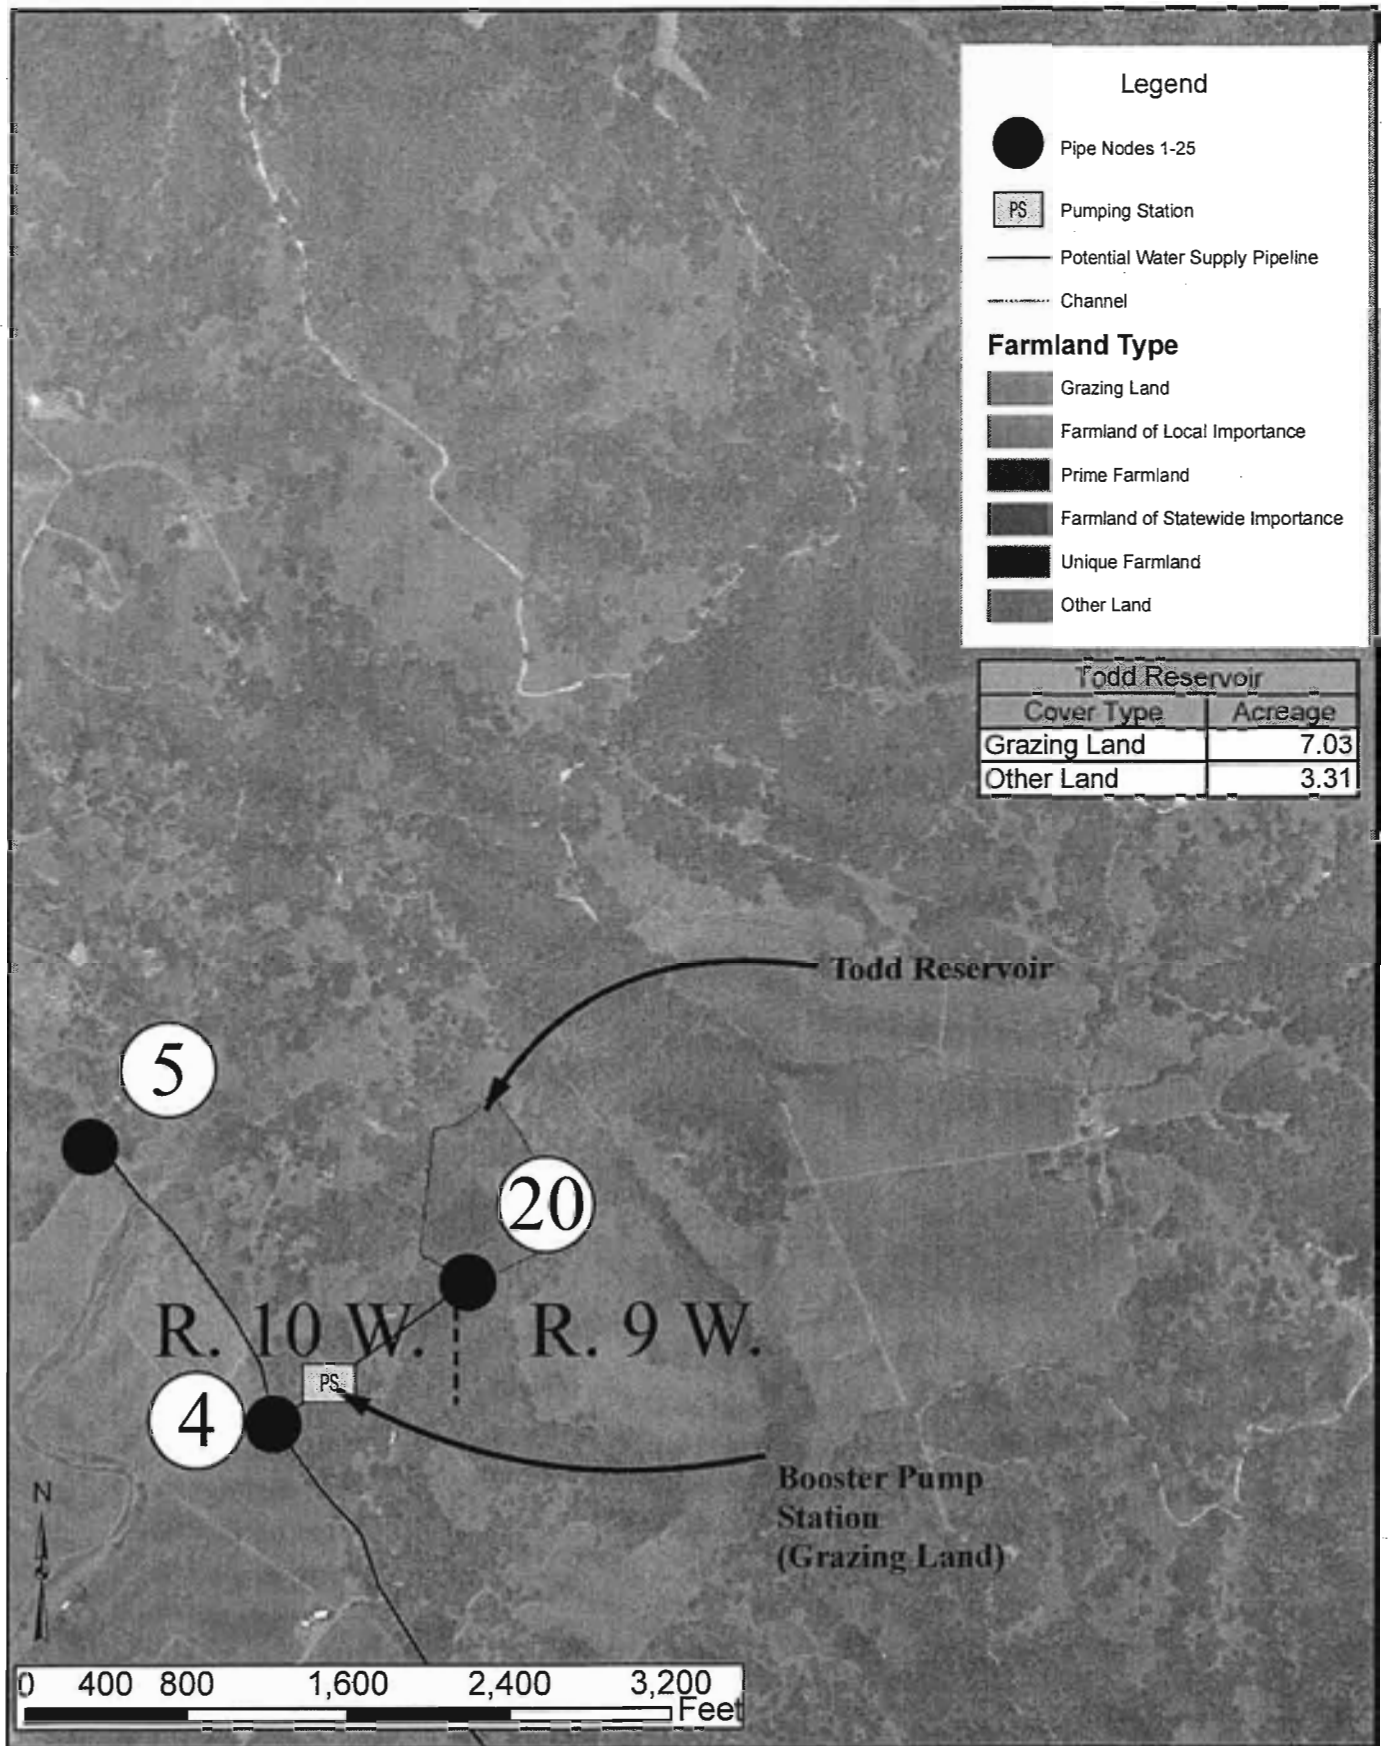 Legend
Pipe Nodes 1-25
PS Pumping Station
Potential Water Supply Pipeline
Channel
Farmland Type
Grazing Land
Farmland of Local Importance
Prime Farmland
Farmland of Statewide Importance
Unique Farmland
Other Land
Todd Reservoir
Cover Type Acreage
Grazing Land 7.03
Other Land 3.31
Todd Reservoir
5
20
R. 10 W. R. 9 W.
PS
4
Booster Pump
Station
(Grazing Land)
N
0 400 800 1,600 2,400 3,200
Feet